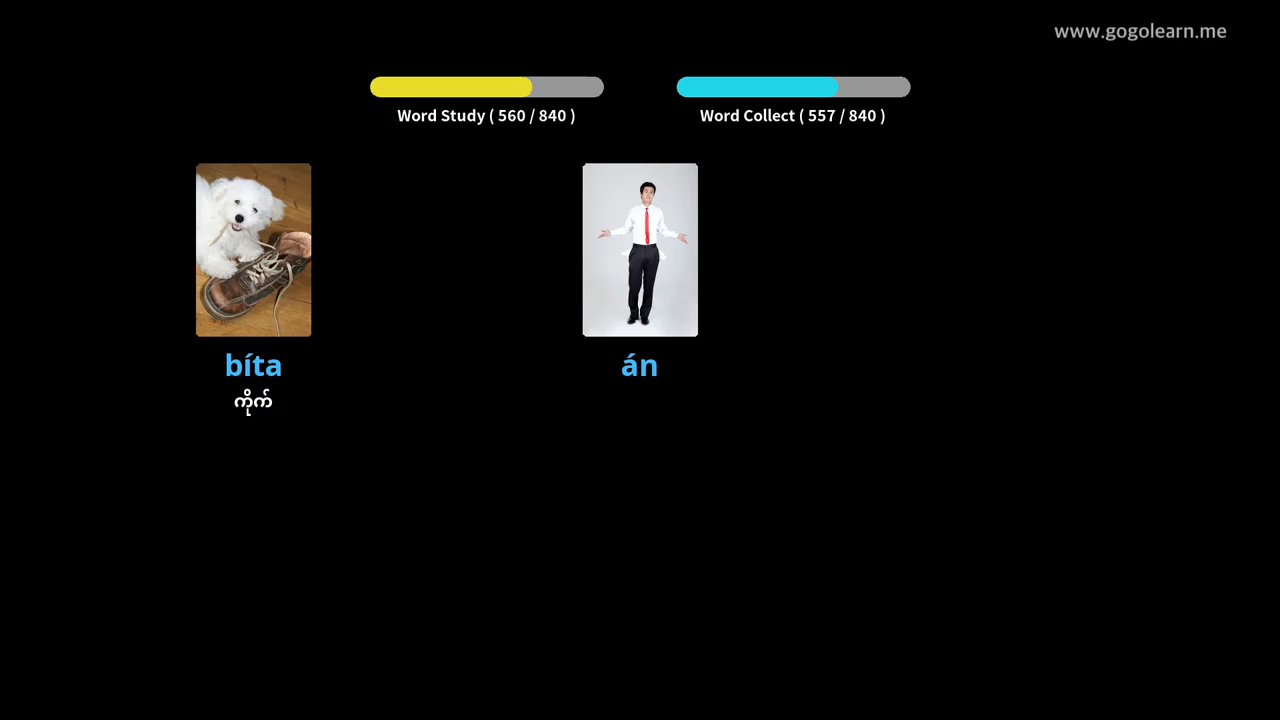 www.gogolearn.me
Word Study ( 560 / 840 )
Word Collect ( 557 / 840 )
bíta
án
ကိုက်